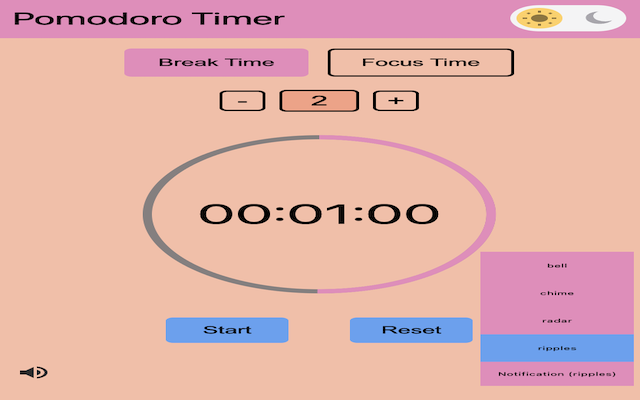 Pomodoro Timer
Break Time
Focus Time
- 2 +
00:01:00
Start
Reset
bell
chime
radar
ripples
Notification (ripples)